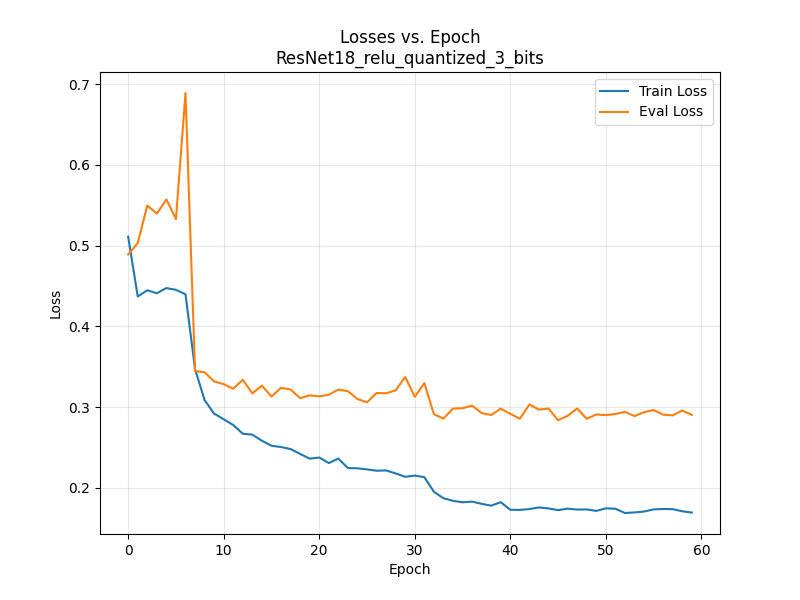 Losses vs. Epoch
ResNet18_relu_quantized_3_bits
Train Loss
Eval Loss
0.7
0.6
0.5
0.4
0.3
0.2
Loss
0 10 20 30 40 50 60
Epoch